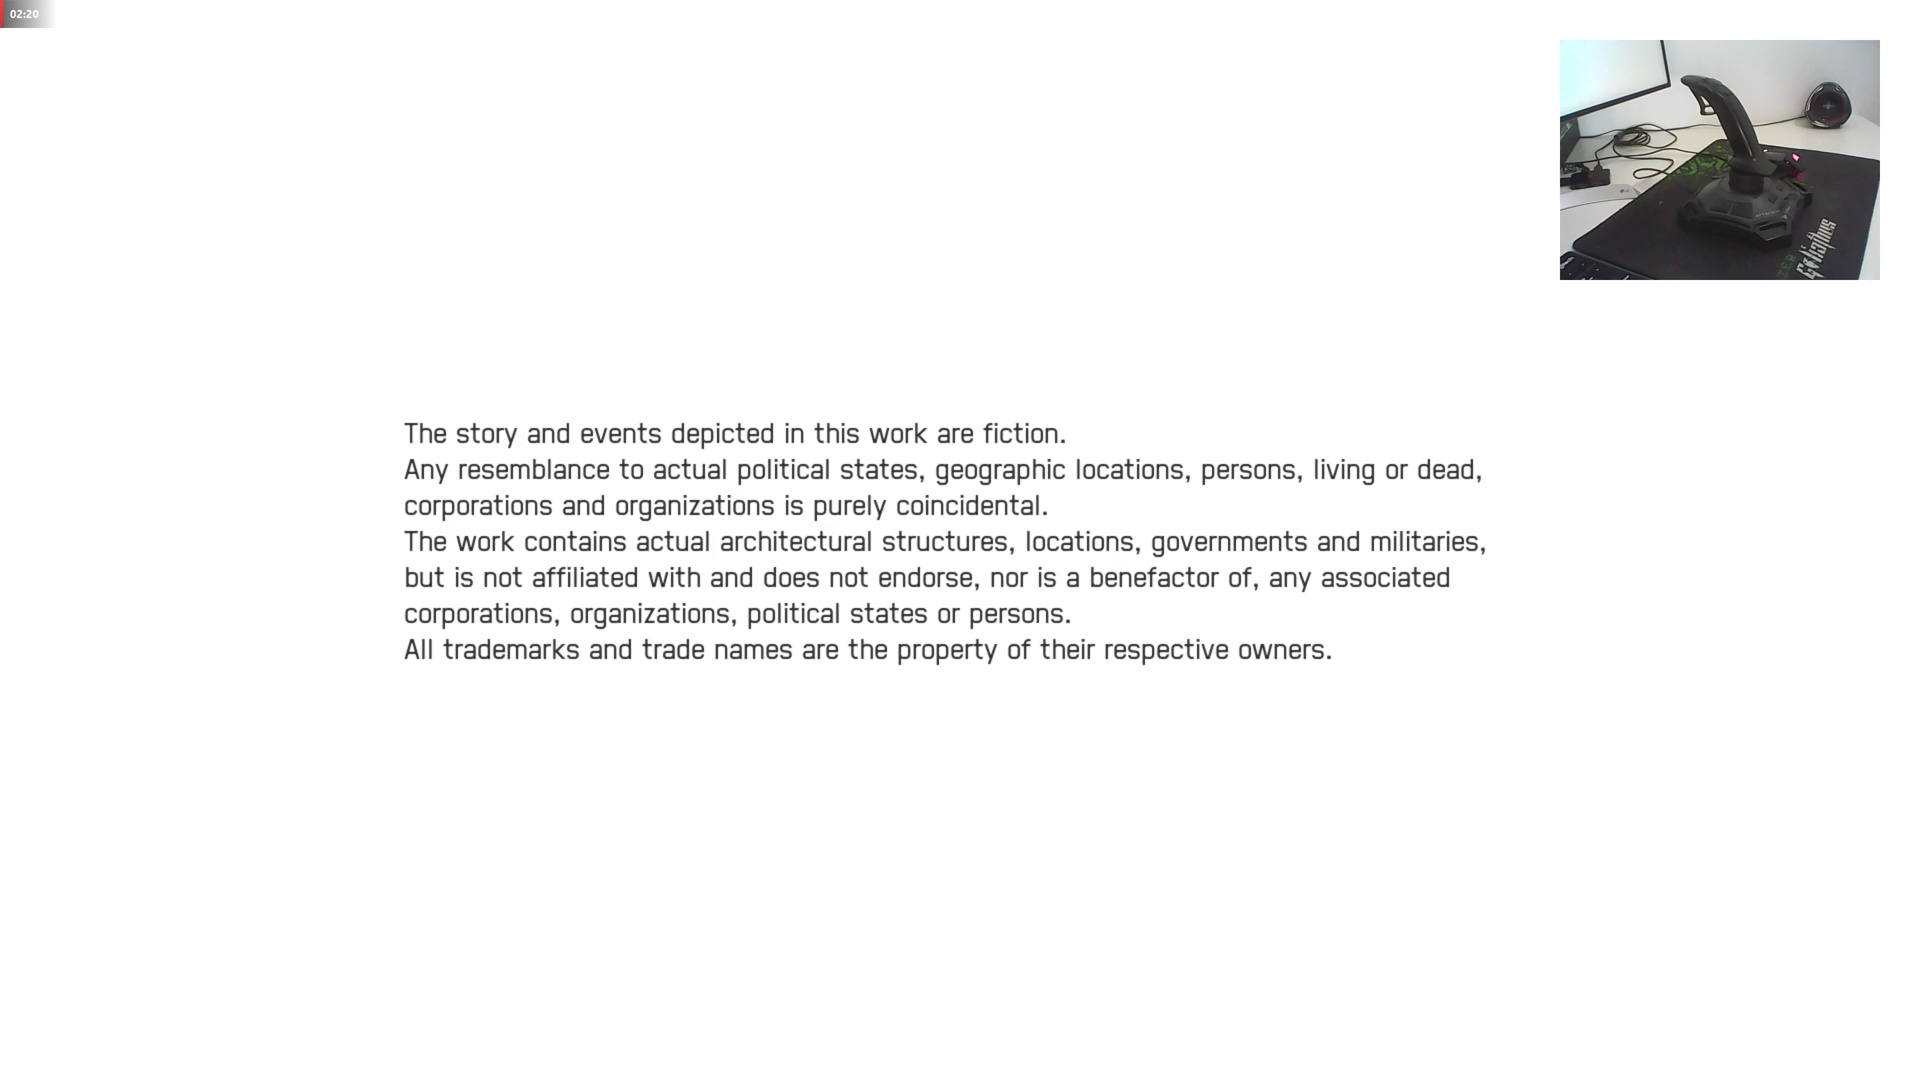 02:20
The story and events depicted in this work are fiction.
Any resemblance to actual political states, geographic locations, persons, living or dead,
corporations and organizations is purely coincidental.
The work contains actual architectural structures, locations, governments and militaries,
but is not affiliated with and does not endorse, nor is a benefactor of, any associated
corporations, organizations, political states or persons.
All trademarks and trade names are the property of their respective owners.